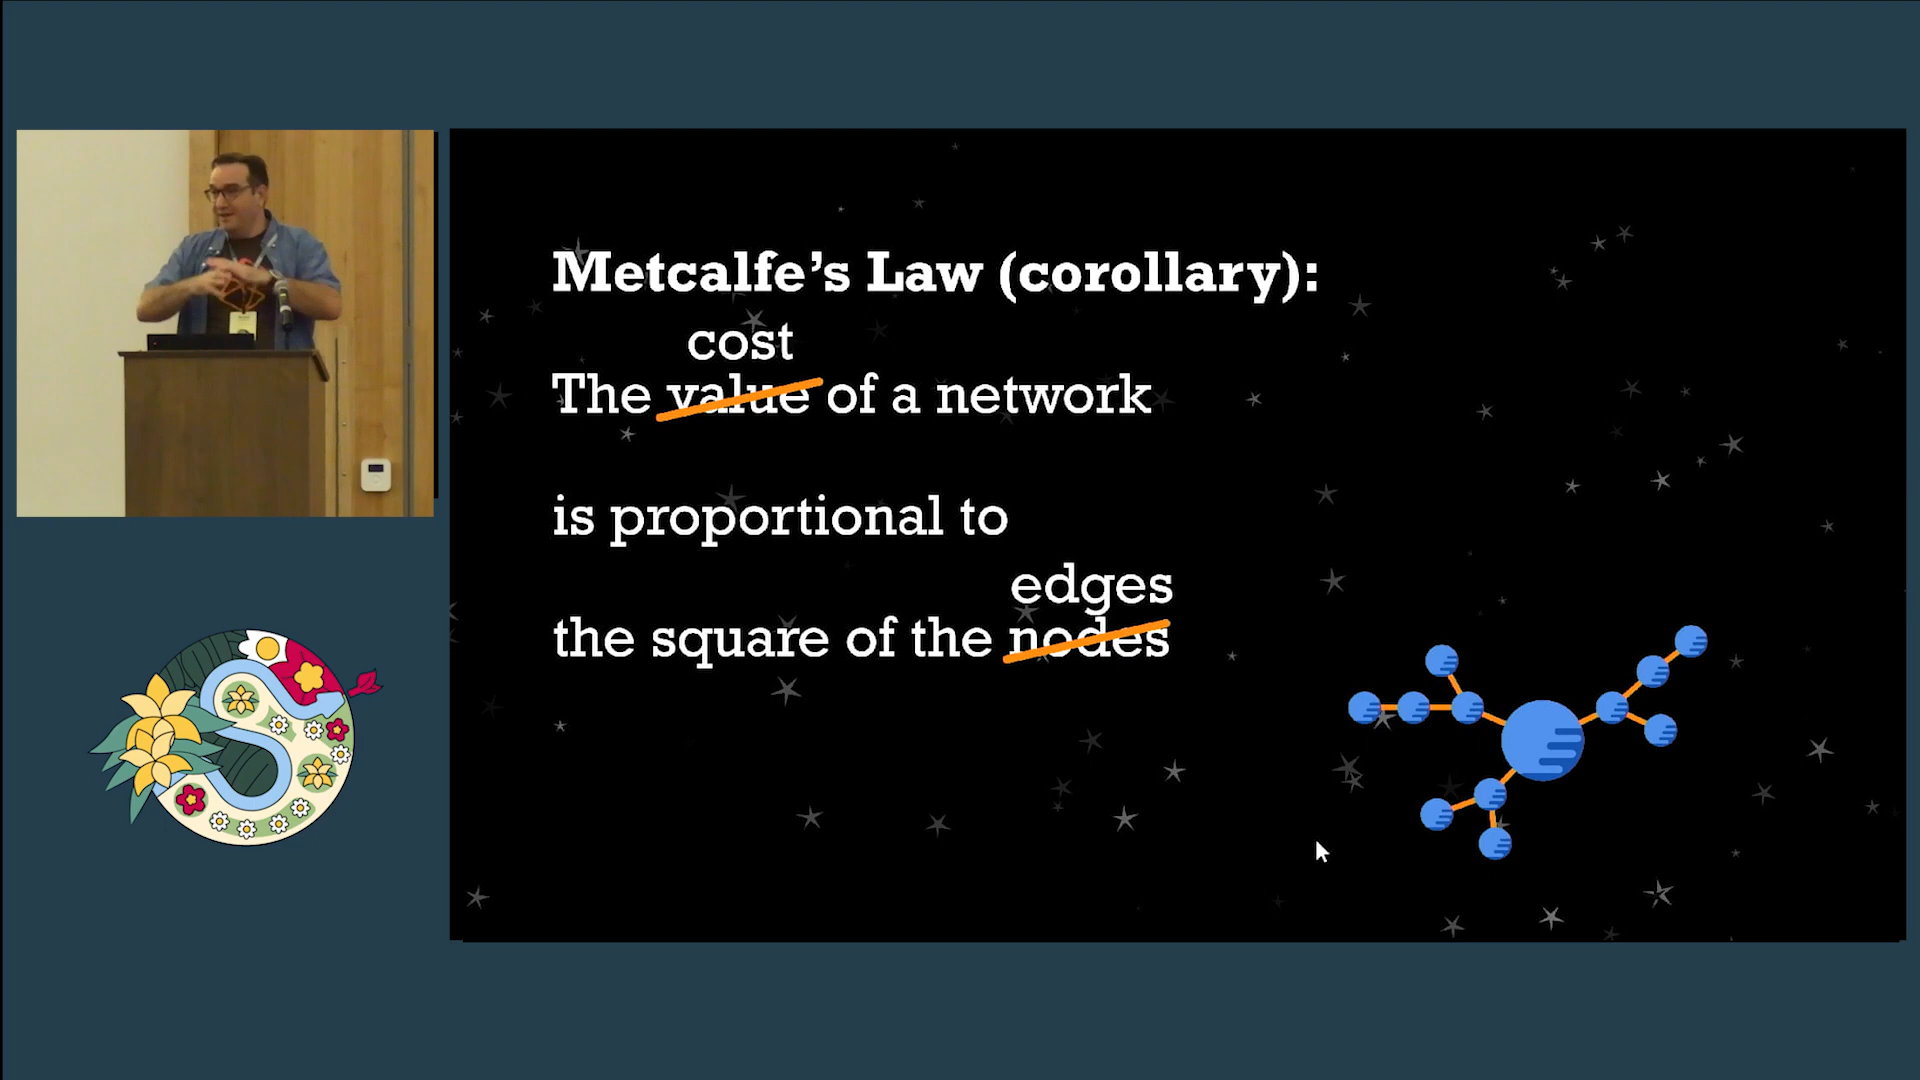 Metcalfe's Law (corollary):
cost
The value of a network
is proportional to
edges
the square of the nodes